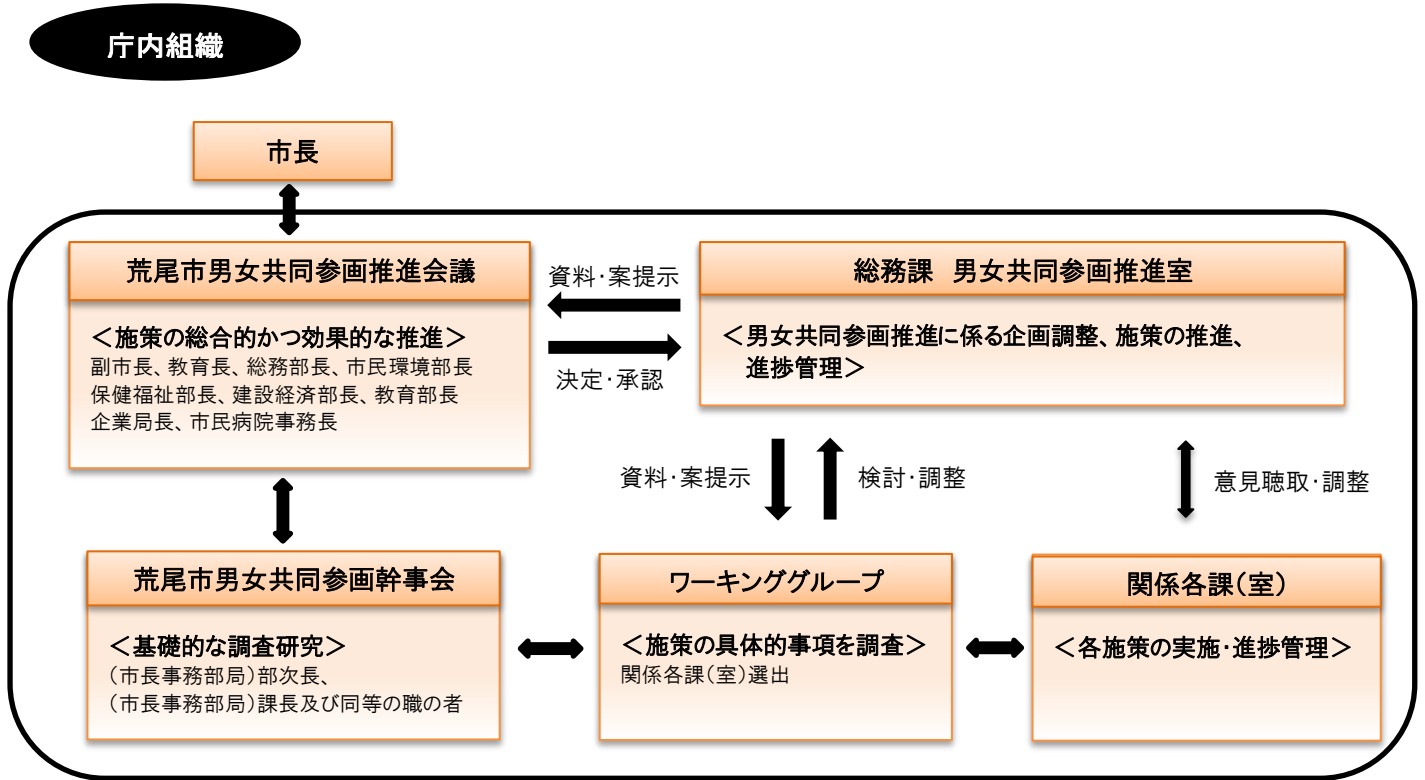 庁内組織
市長
荒尾市男女共同参画推進会議
＜施策の総合的かつ効果的な推進＞
副市長、教育長、総務部長、市民環境部長
保健福祉部長、建設経済部長、教育部長
企業局長、市民病院事務長
資料・案提示
決定・承認
総務課　男女共同参画推進室
＜男女共同参画推進に係る企画調整、施策の推進、
進捗管理＞
資料・案提示
検討・調整
意見聴取・調整
荒尾市男女共同参画幹事会
＜基礎的な調査研究＞
（市長事務部局）部次長、
（市長事務部局）課長及び同等の職の者
ワーキンググループ
＜施策の具体的事項を調査＞
関係各課（室）選出
関係各課（室）
＜各施策の実施・進捗管理＞